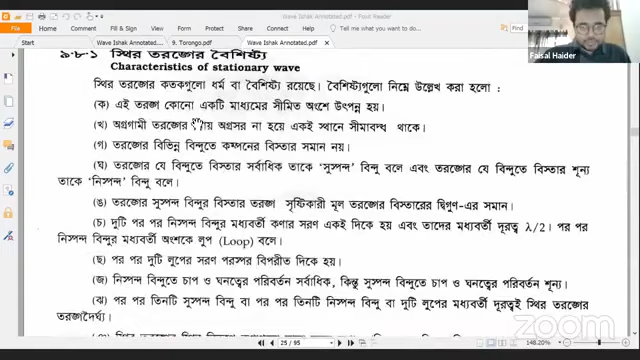 Wave Ishak Annotated.pdf - Foxit Reader
File Home Comment Fill & Sign View Form Protect Share Help Tell me what you want to do...
Start Wave Ishak Annotated.pdf 9. Torongo.pdf Wave Ishak Annotated.pdf
Faisal Haider
৯.৮.১ স্থির তরঙ্গের বৈশিষ্ট্য
Characteristics of stationary wave
স্থির তরঙ্গের কতকগুলো ধর্ম বা বৈশিষ্ট্য রয়েছে। বৈশিষ্ট্যগুলো নিম্নে উল্লেখ করা হলো :
(ক) এই তরঙ্গ কোনো একটি মাধ্যমের সীমিত অংশে উৎপন্ন হয়।
(খ) অগ্রগামী তরঙ্গের অগ্রসর না হয়ে একই স্থানে সীমাবদ্ধ থাকে।
(গ) তরঙ্গের বিভিন্ন বিন্দুতে কম্পনের বিস্তার সমান নয়।
(ঘ) তরঙ্গের যে বিন্দুতে বিস্তার সর্বাধিক তাকে ‘সুস্পন্দ’ বিন্দু বলে এবং তরঙ্গের যে বিন্দুতে বিস্তার শূন্য
তাকে ‘নিস্পন্দ’ বিন্দু বলে।
(ঙ) তরঙ্গের সুস্পন্দ বিন্দুর বিস্তার তরঙ্গ সৃষ্টিকারী মূল তরঙ্গের বিস্তারের দ্বিগুণ-এর সমান।
(চ) দুটি পর পর নিস্পন্দ বিন্দুর মধ্যবর্তী কণার সরণ একই দিকে হয় এবং তাদের মধ্যবর্তী দূরত্ব λ/2। পর পর
নিস্পন্দ বিন্দুর মধ্যবর্তী অংশকে লুপ (Loop) বলে।
(ছ) পর পর দুটি লুপের সরণ পরস্পর বিপরীত দিকে হয়।
(জ) নিস্পন্দ বিন্দুতে চাপ ও ঘনত্বের পরিবর্তন সর্বাধিক, কিন্তু সুস্পন্দ বিন্দুতে চাপ ও ঘনত্বের পরিবর্তন শূন্য।
(ঝ) পর পর তিনটি সুস্পন্দ বিন্দু বা পর পর তিনটি নিস্পন্দ বিন্দু বা দুটি লুপের মধ্যবর্তী দূরত্বই স্থির তরঙ্গের
তরঙ্গদৈর্ঘ্য।
25 / 95 148.20%
zoom